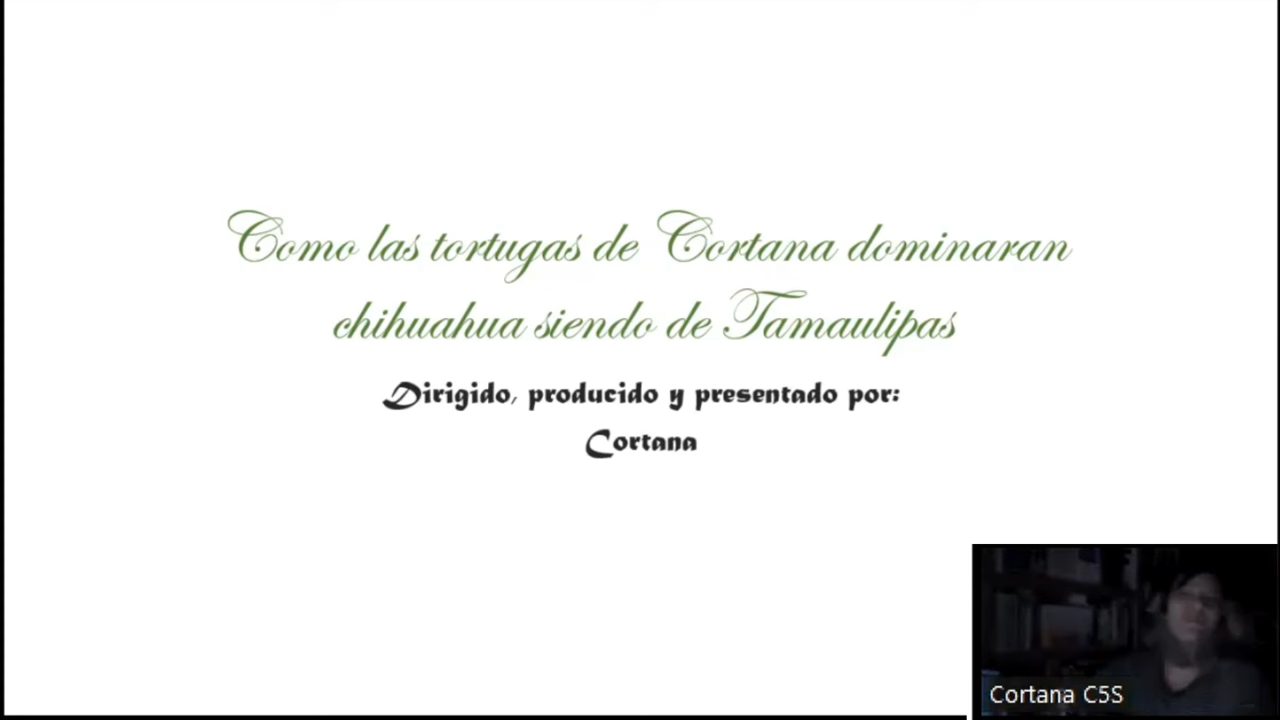 Como las tortugas de Cortana dominaran
chihuahua siendo de Tamaulipas
Dirigido, producido y presentado por:
Cortana
Cortana C5S